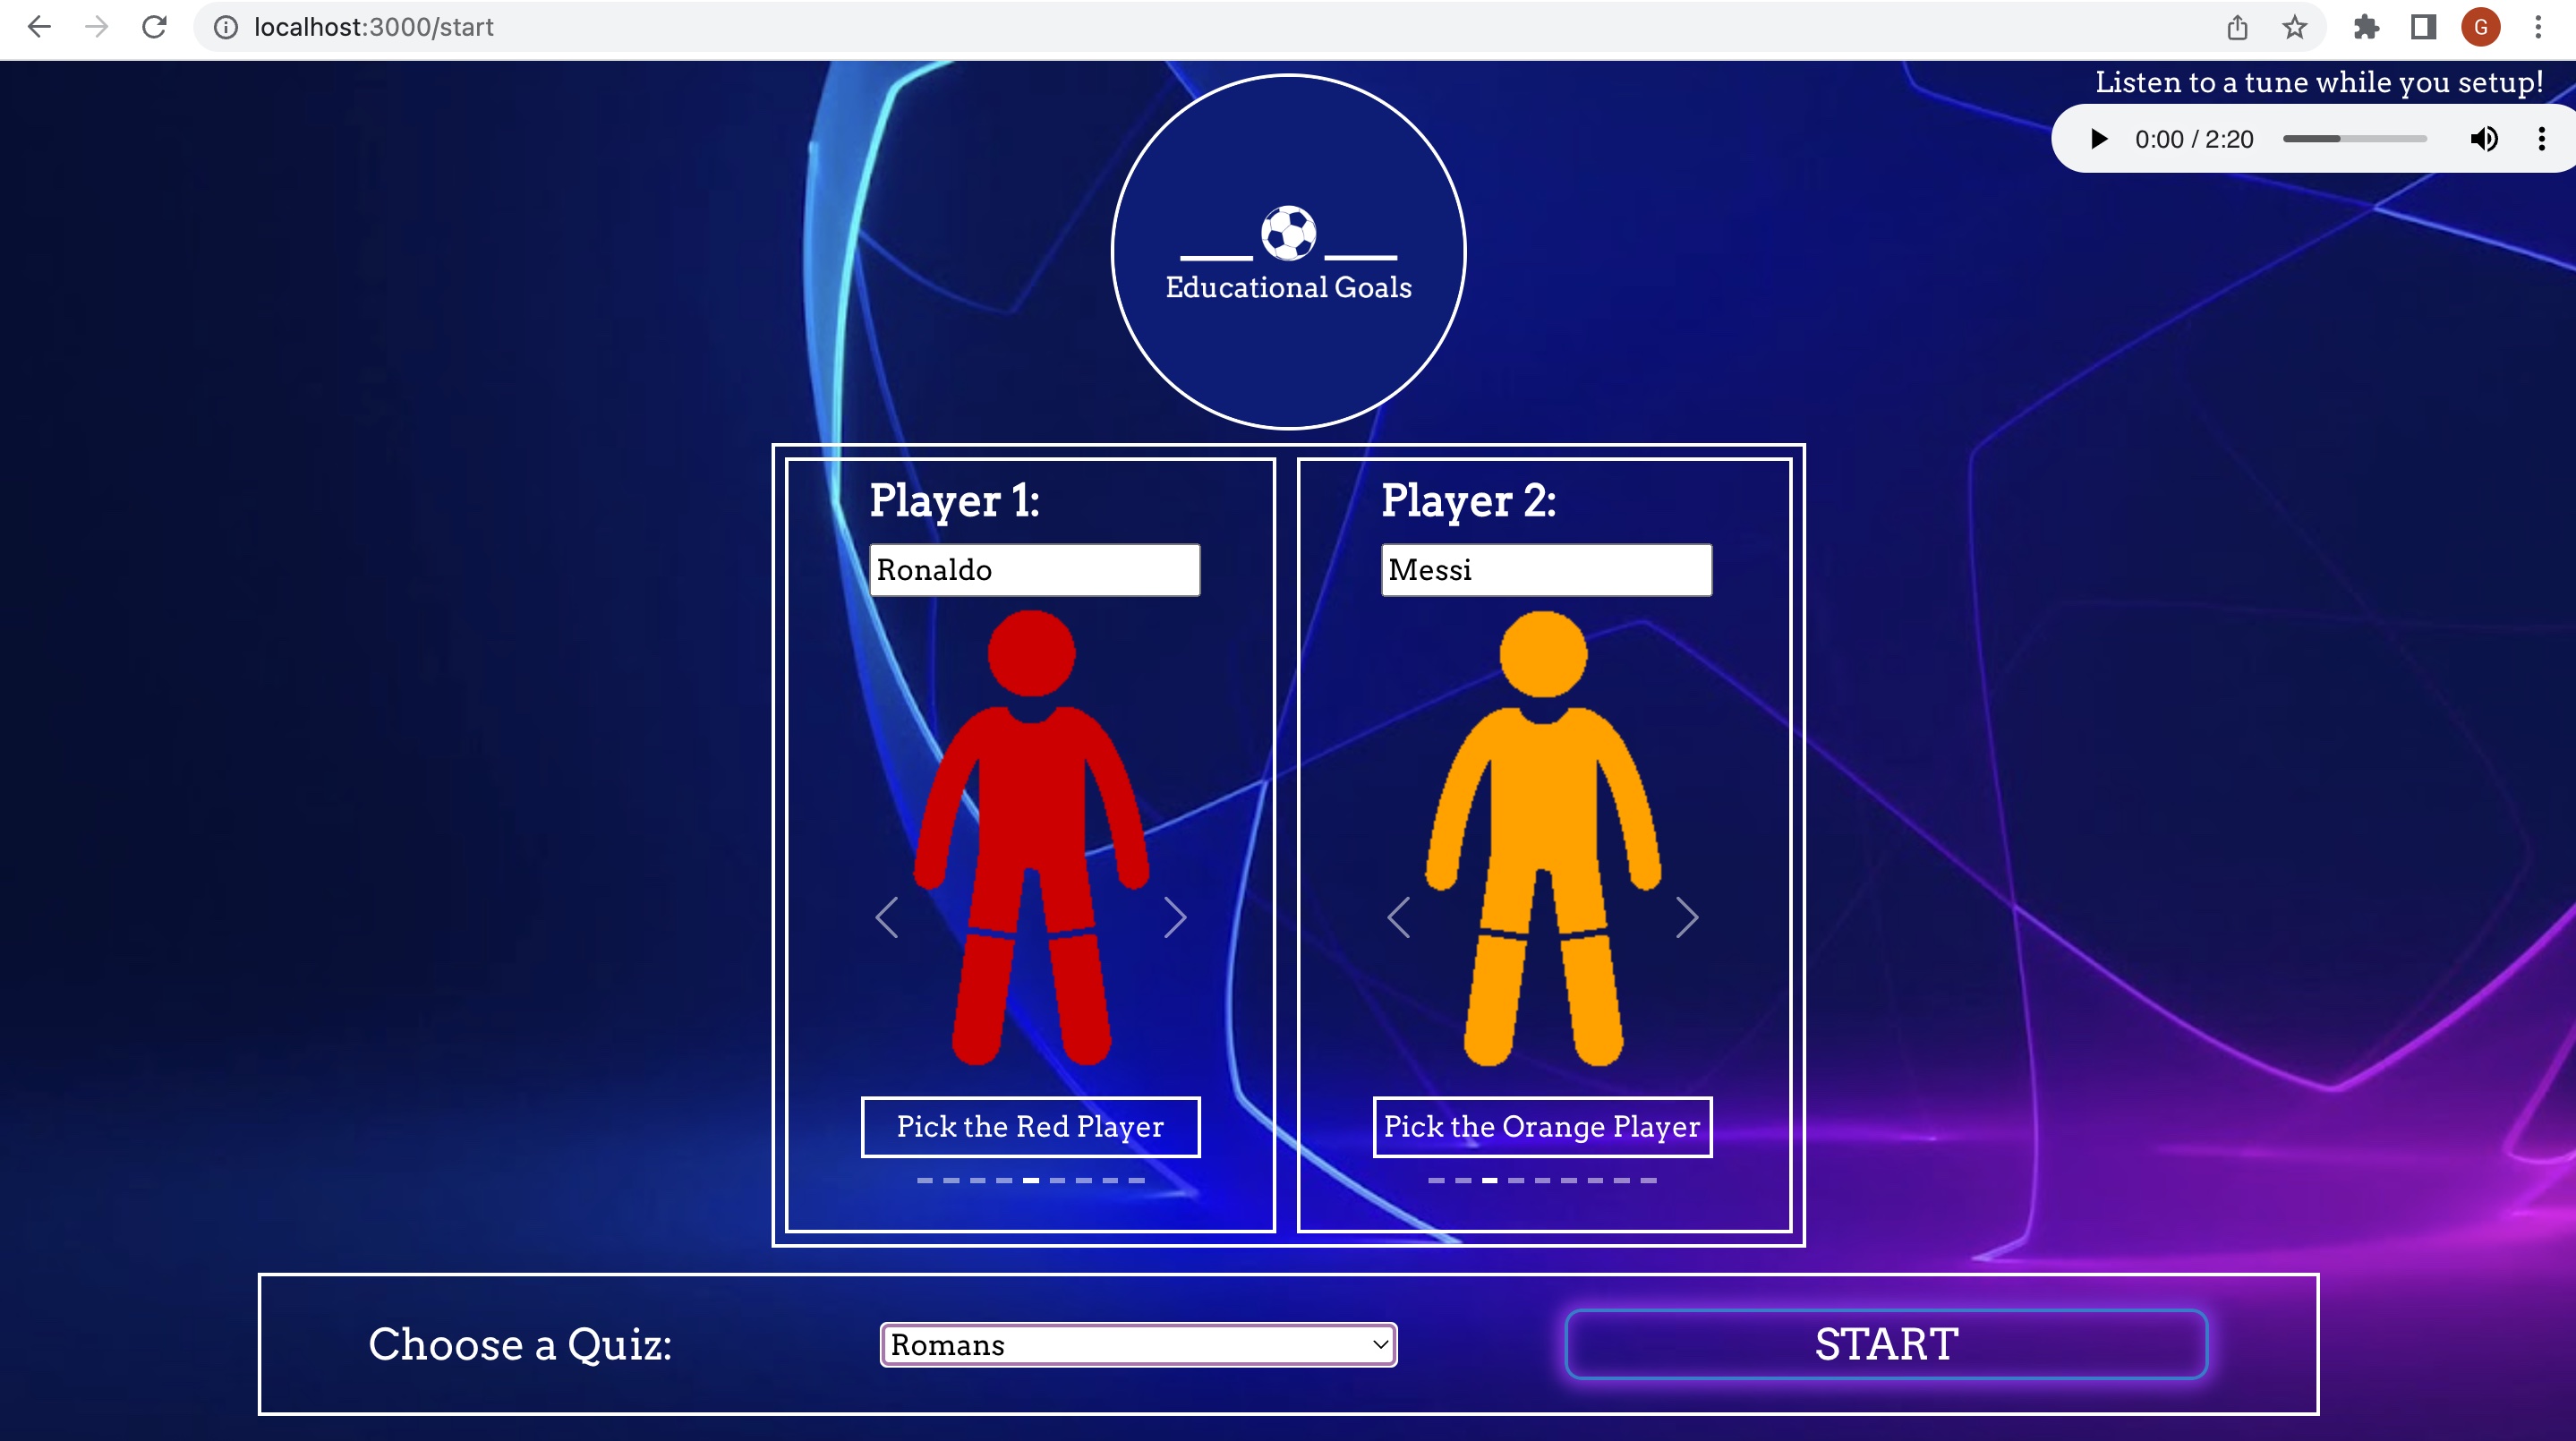 localhost:3000/start
G
Listen to a tune while you setup!
0:00 / 2:20
Educational Goals
Player 1:
Player 2:
Ronaldo
Messi
Pick the Red Player
Pick the Orange Player
Choose a Quiz:
Romans
START